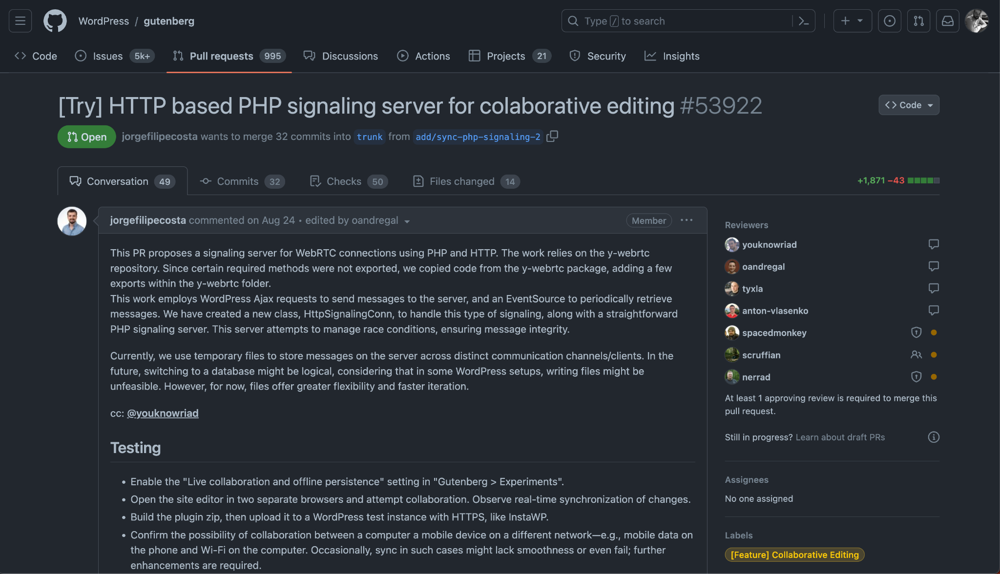 WordPress / gutenberg
Type / to search
Code
Issues 5k+
Pull requests 995
Discussions
Actions
Projects 21
Security
Insights
[Try] HTTP based PHP signaling server for colaborative editing #53922
Code
Open
jorgefilipecosta wants to merge 32 commits into trunk from add/sync-php-signaling-2
Conversation 49
Commits 32
Checks 50
Files changed 14
+1,871 −43
jorgefilipecosta commented on Aug 24 • edited by oandregal
Member
This PR proposes a signaling server for WebRTC connections using PHP and HTTP. The work relies on the y-webrtc
repository. Since certain required methods were not exported, we copied code from the y-webrtc package, adding a few
exports within the y-webrtc folder.
This work employs WordPress Ajax requests to send messages to the server, and an EventSource to periodically retrieve
messages. We have created a new class, HttpSignalingConn, to handle this type of signaling, along with a straightforward
PHP signaling server. This server attempts to manage race conditions, ensuring message integrity.
Currently, we use temporary files to store messages on the server across distinct communication channels/clients. In the
future, switching to a database might be logical, considering that in some WordPress setups, writing files might be
unfeasible. However, for now, files offer greater flexibility and faster iteration.
cc: @youknowriad
Testing
• Enable the "Live collaboration and offline persistence" setting in "Gutenberg > Experiments".
• Open the site editor in two separate browsers and attempt collaboration. Observe real-time synchronization of changes.
• Build the plugin zip, then upload it to a WordPress test instance with HTTPS, like InstaWP.
• Confirm the possibility of collaboration between a computer a mobile device on a different network—e.g., mobile data on
the phone and Wi-Fi on the computer. Occasionally, sync in such cases might lack smoothness or even fail; further
enhancements are required.
Reviewers
youknowriad
oandregal
tyxla
anton-vlasenko
spacedmonkey
scruffian
nerrad
At least 1 approving review is required to merge this
pull request.
Still in progress? Learn about draft PRs
Assignees
No one assigned
Labels
[Feature] Collaborative Editing